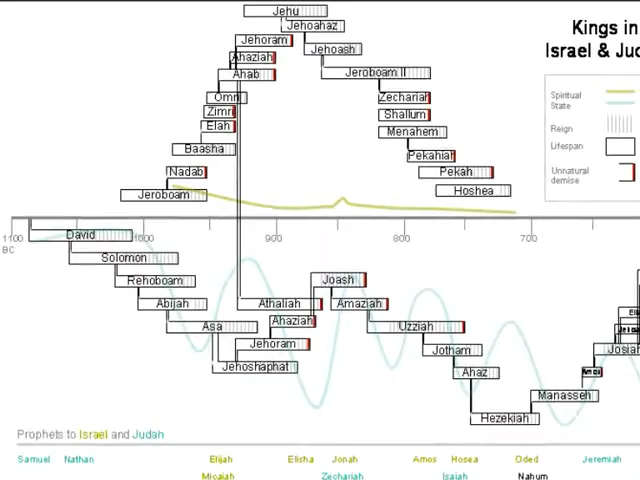 Kings in
Israel & Jud
Jehu
Jehoahaz
Jehoram
Jehoash
Ahaziah
Ahab
Jeroboam II
Omri
Zechariah
Zimri
Shallum
Elah
Menahem
Baasha
Pekahiah
Nadab
Pekah
Jeroboam
Hoshea
Spiritual
State
Reign
Lifespan
Unnatural
demise
1100
BC
1000
900
800
700
David
Solomon
Rehoboam
Joash
Abijah
Athaliah
Amaziah
Asa
Ahaziah
Uzziah
Jehoram
Jotham
Josiah
Jehoshaphat
Ahaz
Amon
Manasseh
Hezekiah
Prophets to Israel and Judah
Samuel Nathan Elijah Elisha Jonah Amos Hosea Oded Jeremiah
Micaiah Zechariah Isaiah Nahum